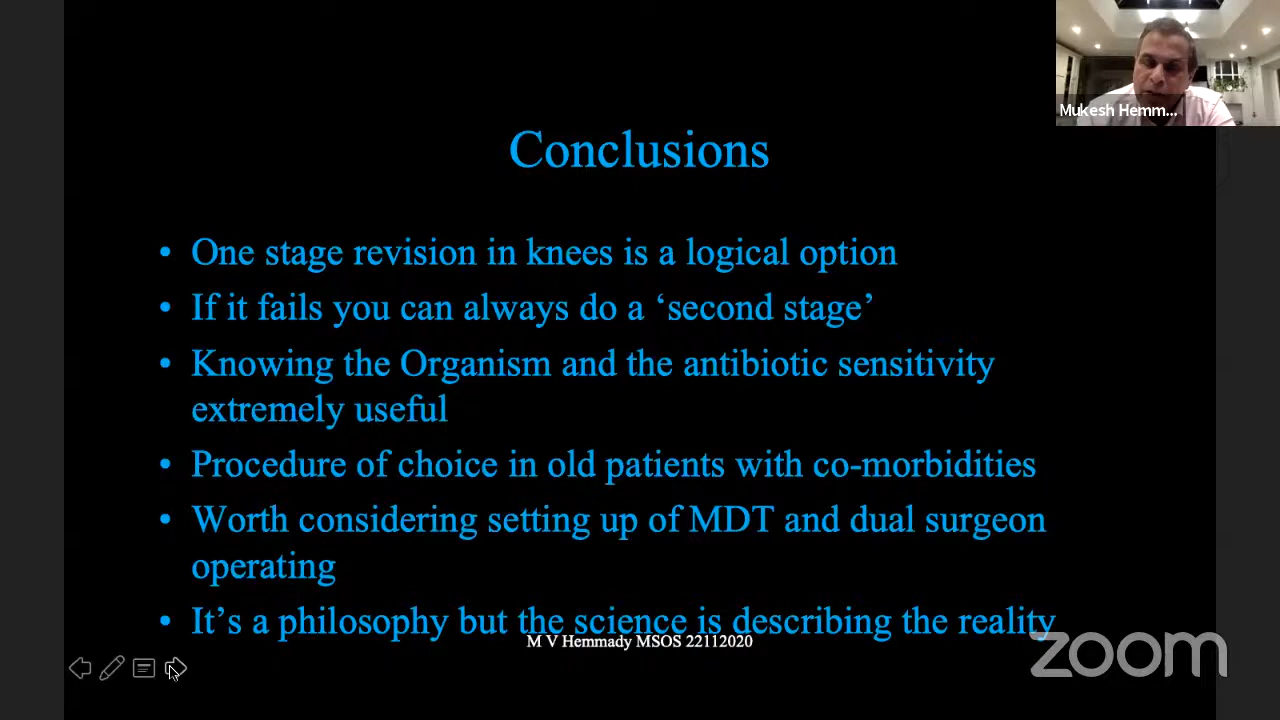 Mukesh Hemm...
Conclusions
• One stage revision in knees is a logical option
• If it fails you can always do a ‘second stage’
• Knowing the Organism and the antibiotic sensitivity
extremely useful
• Procedure of choice in old patients with co-morbidities
• Worth considering setting up of MDT and dual surgeon
operating
• It’s a philosophy but the science is describing the reality
M V Hemmady MSOS 22112020
zoom